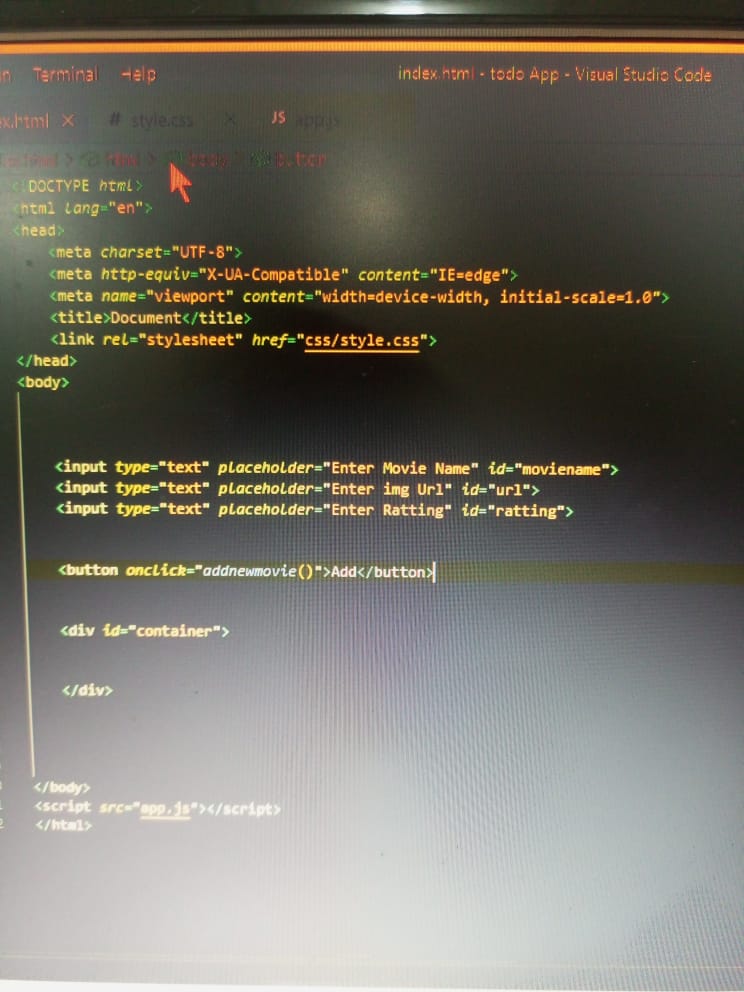 Terminal Help index.html - todo App - Visual Studio Code
x.html × # style.css × JS app.js
html > body > button
<!DOCTYPE html>
<html lang="en">
<head>
<meta charset="UTF-8">
<meta http-equiv="X-UA-Compatible" content="IE=edge">
<meta name="viewport" content="width=device-width, initial-scale=1.0">
<title>Document</title>
<link rel="stylesheet" href="css/style.css">
</head>
<body>
<input type="text" placeholder="Enter Movie Name" id="moviename">
<input type="text" placeholder="Enter img Url" id="url">
<input type="text" placeholder="Enter Ratting" id="ratting">
<button onclick="addnewmovie()">Add</button>
<div id="container">
</div>
</body>
<script src="app.js"></script>
</html>